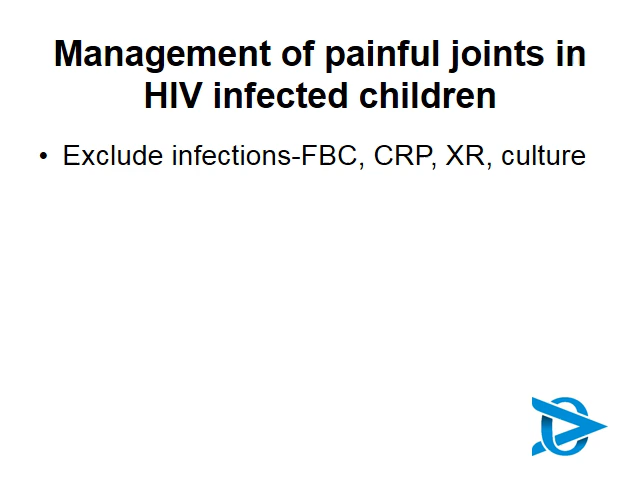 Management of painful joints in
HIV infected children
• Exclude infections-FBC, CRP, XR, culture